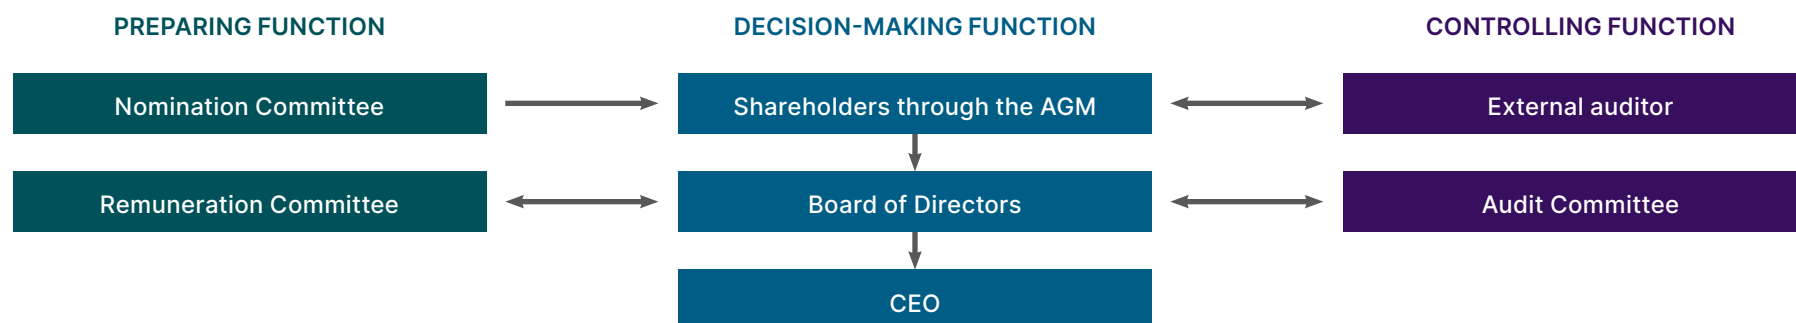 PREPARING FUNCTION
DECISION-MAKING FUNCTION
CONTROLLING FUNCTION
Nomination Committee
Shareholders through the AGM
External auditor
Remuneration Committee
Board of Directors
Audit Committee
CEO